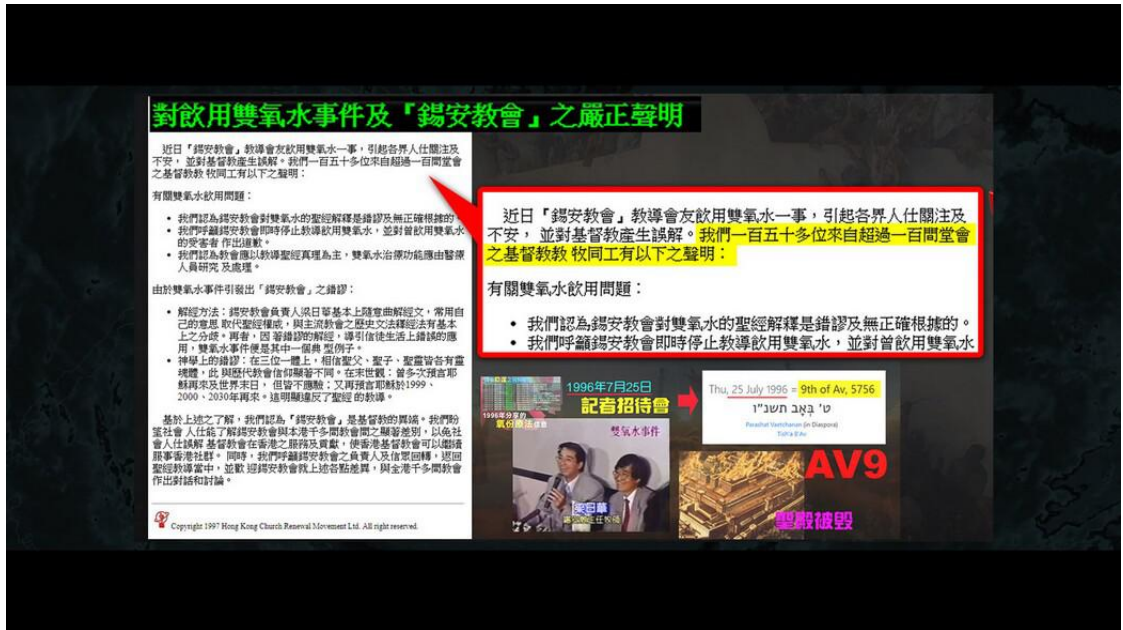 對飲用雙氧水事件及『錫安教會』之嚴正聲明
近日『錫安教會』教導會友飲用雙氧水一事，引起各界人仕關注及
不安， 並對基督教產生誤解。我們一百五十多位來自超過一百間堂會
之基督教教 牧同工有以下之聲明：
有關雙氧水飲用問題：
• 我們認為錫安教會對雙氧水的聖經解釋是錯謬及無正確根據的。
• 我們呼籲錫安教會即時停止教導飲用雙氧水，並對曾飲用雙氧水
的受害者 作出道歉。
• 我們認為教會應以教導聖經真理為主，雙氧水治療功能應由醫療
人員研究 及處理。
由於雙氧水事件引發出「錫安教會」之錯謬：
• 解經方法：錫安教會負責人梁日華基本上隨意曲解經文，常用自
己的意思 取代聖經權威，與主流教會之歷史文法釋經法有基本
上之分歧。再者，因 著錯謬的解經，導引信徒生活上錯誤的應
用，雙氧水事件便是其中一個典 型例子。
• 神學上的錯謬：在三位一體上，相信聖父、聖子、聖靈皆各有靈
魂體，此 與歷代教會信仰顯著不同。在末世觀：曾多次預言耶
穌再來及世界末日， 但皆不應驗；又再預言耶穌於1999、
2000、2030年再來。這明顯違反了聖經 的教導。
基於上述之了解，我們認為『錫安教會』是基督教的異端。我們盼
望社會 人仕能了解錫安教會與本港千多間教會間之顯著差別，以免社
會人仕誤解 基督教會在香港之服務及貢獻，使香港基督教會可以繼續
服事香港社群。 同時，我們呼籲錫安教會之負責人及信眾回轉，返回
聖經教導當中，並歡 迎錫安教會就上述各點差異，與全港千多間教會
作出對話和討論。
Copyright 1997 Hong Kong Church Renewal Movement Ltd. All right reserved.
近日『錫安教會』教導會友飲用雙氧水一事，引起各界人仕關注及
不安， 並對基督教產生誤解。我們一百五十多位來自超過一百間堂會
之基督教教 牧同工有以下之聲明：
有關雙氧水飲用問題：
• 我們認為錫安教會對雙氧水的聖經解釋是錯謬及無正確根據的。
• 我們呼籲錫安教會即時停止教導飲用雙氧水，並對曾飲用雙氧水
1996年7月25日
記者招待會
1996年分享的
氧份療法
雙氧水事件
梁日華
Thu, 25 July 1996 = 9th of Av, 5756
ט׳ בְּאָב תשנ״ו
Parashat Vaetchanan (in Diaspora)
Tish'a B'Av
AV9
聖殿被毀